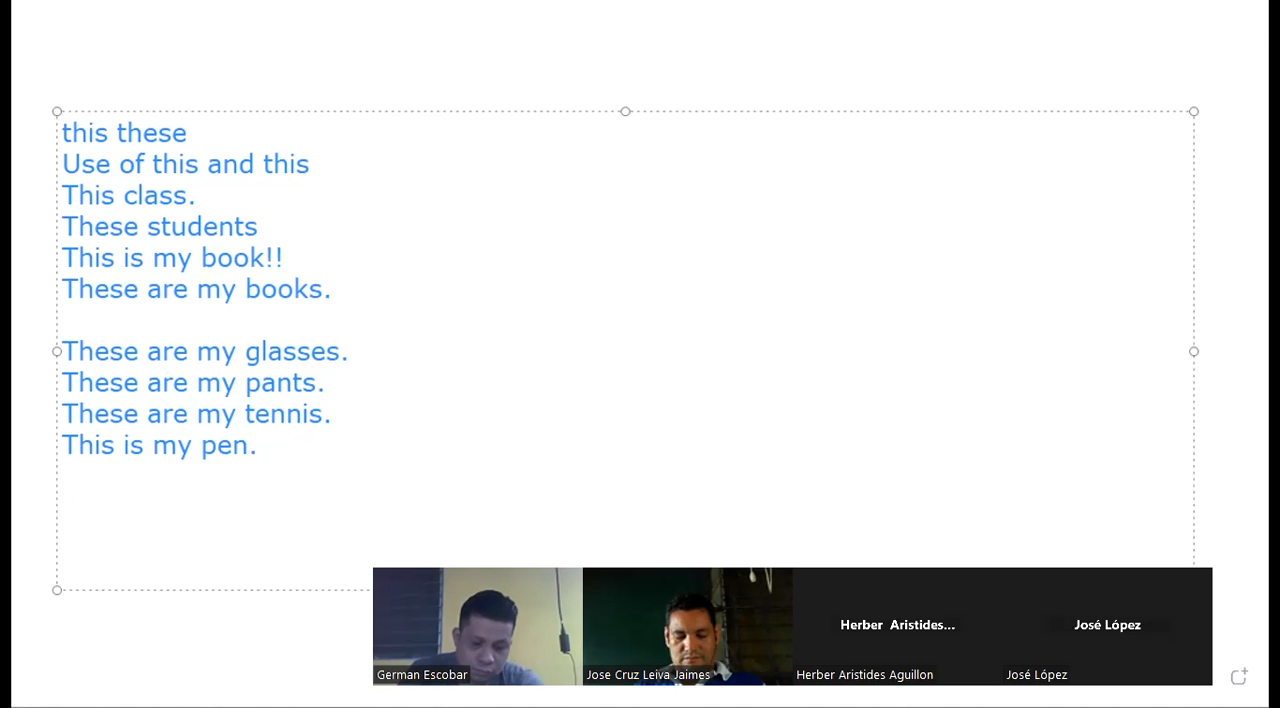 this these
Use of this and this
This class.
These students
This is my book!!
These are my books.
These are my glasses.
These are my pants.
These are my tennis.
This is my pen.
Herber Aristides...
José López
German Escobar
Jose Cruz Leiva Jaimes
Herber Aristides Aguillon
José López